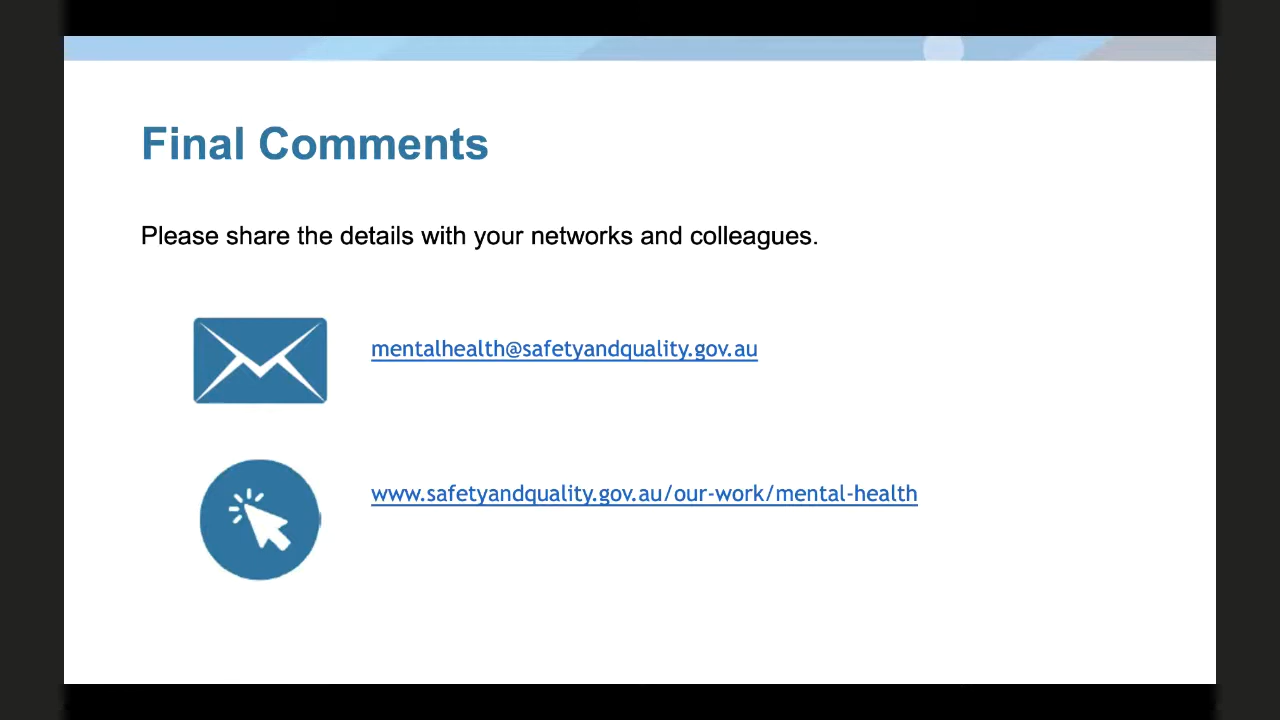 Final Comments
Please share the details with your networks and colleagues.
mentalhealth@safetyandquality.gov.au
www.safetyandquality.gov.au/our-work/mental-health